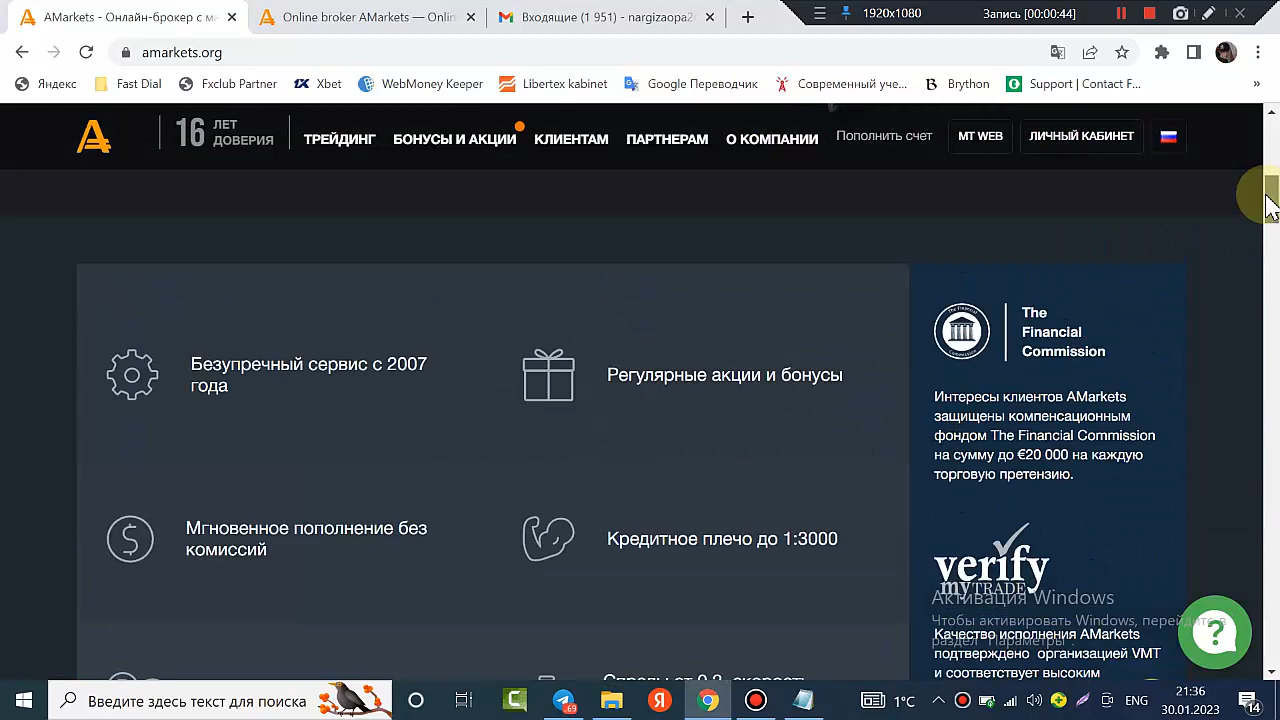 AMarkets - Онлайн брокер с ме
Online broker AMarkets — Onli
Входящие (1 951) - nargizaopa2
1920x1080
Запись [00:00:44]
amarkets.org
Яндекс
Fast Dial
Fxclub Partner
Xbet
WebMoney Keeper
Libertex kabinet
Google Переводчик
Современный уче...
Brython
Support | Contact F...
»
16 ЛЕТ ДОВЕРИЯ
ТРЕЙДИНГ
БОНУСЫ И АКЦИИ
КЛИЕНТАМ
ПАРТНЕРАМ
О КОМПАНИИ
Пополнить счет
MT WEB
ЛИЧНЫЙ КАБИНЕТ
Безупречный сервис с 2007
года
Регулярные акции и бонусы
Мгновенное пополнение без
комиссий
Кредитное плечо до 1:3000
The
Financial
Commission
Интересы клиентов AMarkets
защищены компенсационным
фондом The Financial Commission
на сумму до €20 000 на каждую
торговую претензию.
verify
myTRADE
Активация Windows
Чтобы активировать Windows, перейдите в
раздел "Параметры".
Качество исполнения AMarkets
подтверждено организацией VMT
и соответствует высоким
Введите здесь текст для поиска
69
1°C
ENG
21:36
30.01.2023
14